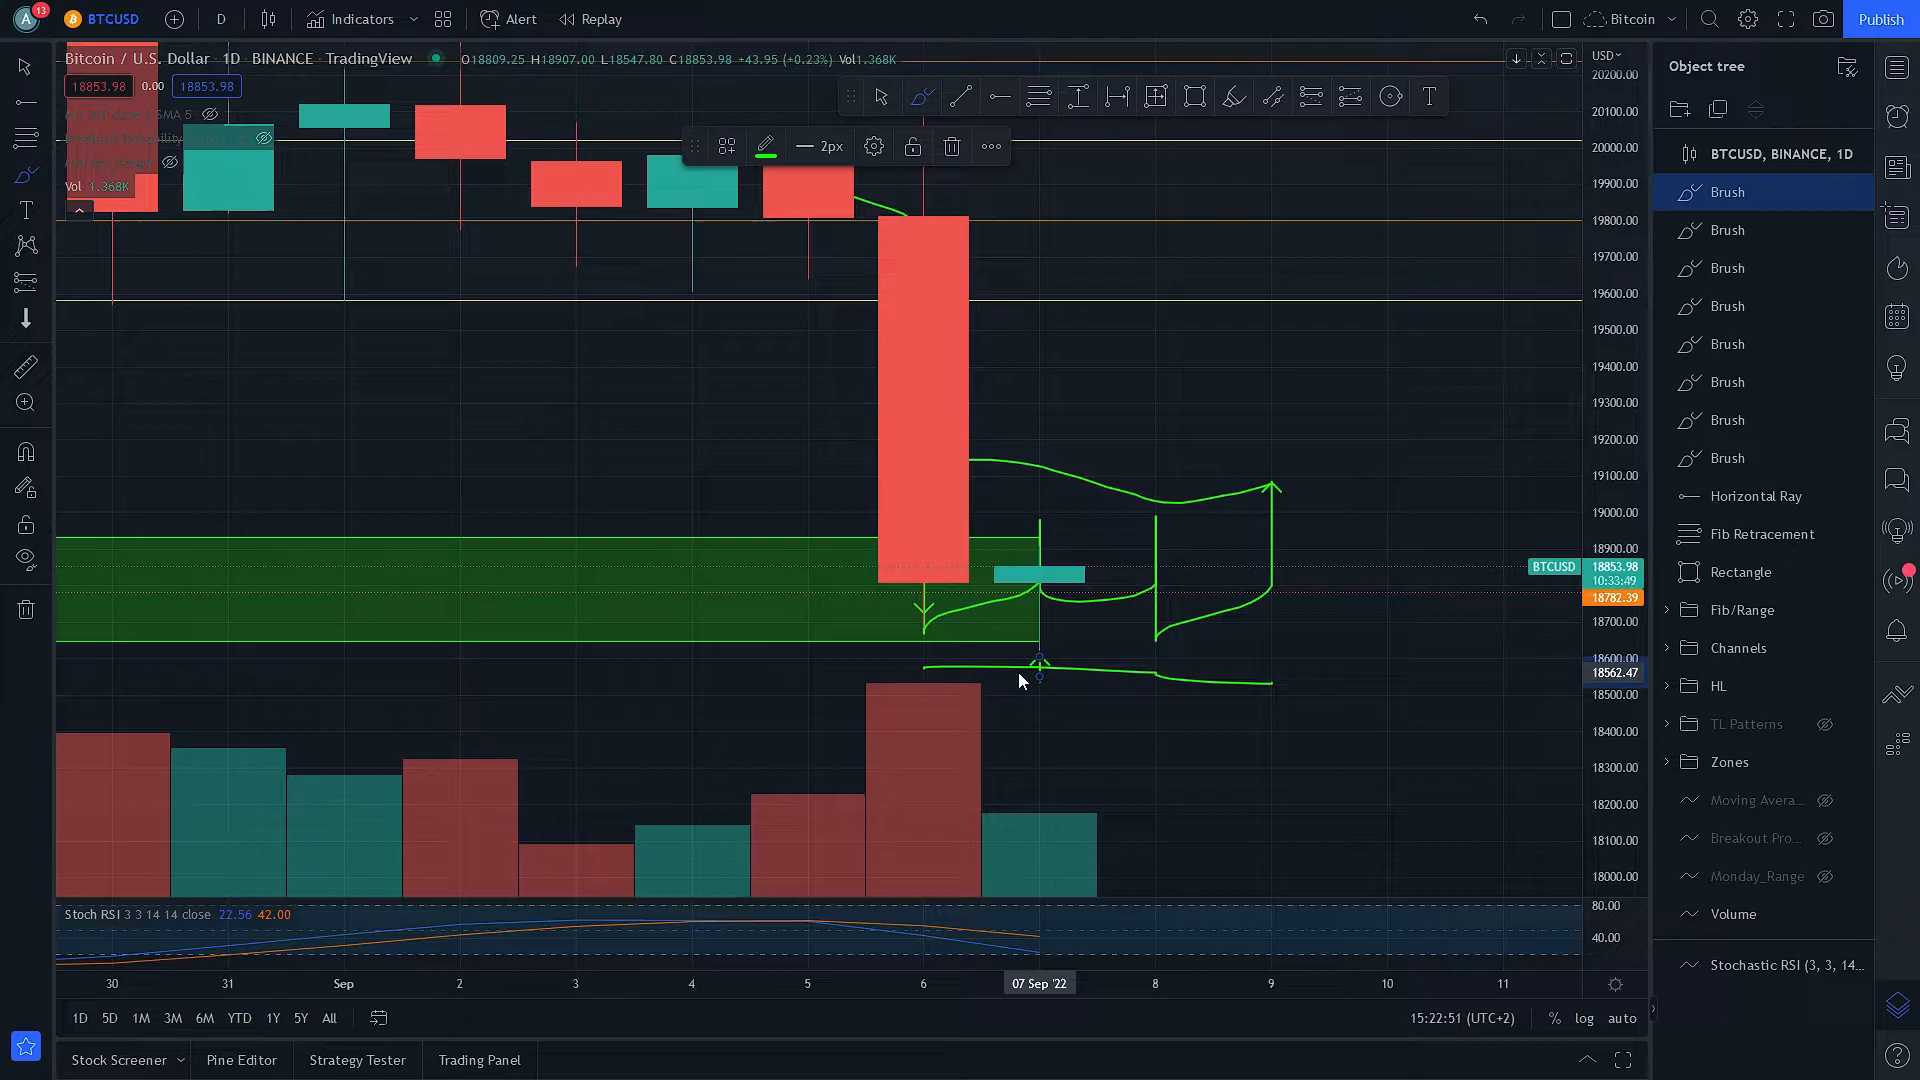 A 13 BTCUSD D Indicators Alert Replay Bitcoin Publish
Bitcoin / U.S. Dollar 1D BINANCE TradingView O18809.25 H18907.00 L18547.80 C18853.98 +43.95 (+0.23%) Vol1.368K
18853.98 0.00 18853.98
SMA 5
Breakout Probability
Vol 1.368K
2px
T
USD
20200.00
20100.00
20000.00
19900.00
19800.00
19700.00
19600.00
19500.00
19400.00
19300.00
19200.00
19100.00
19000.00
18900.00
BTCUSD 18853.98
10:33:49
18782.39
18700.00
18600.00
18562.47
18500.00
18400.00
18300.00
18200.00
18100.00
18000.00
Stoch RSI 3 3 14 14 close 22.56 42.00
80.00
40.00
30 31 Sep 2 3 4 5 6 07 Sep '22 8 9 10 11
1D 5D 1M 3M 6M YTD 1Y 5Y All
15:22:51 (UTC+2) % log auto
Stock Screener Pine Editor Strategy Tester Trading Panel
Object tree
BTCUSD, BINANCE, 1D
Brush
Brush
Brush
Brush
Brush
Brush
Brush
Brush
Horizontal Ray
Fib Retracement
Rectangle
Fib/Range
Channels
HL
TL Patterns
Zones
Moving Avera...
Breakout Pro...
Monday_Range
Volume
Stochastic RSI (3, 3, 14...